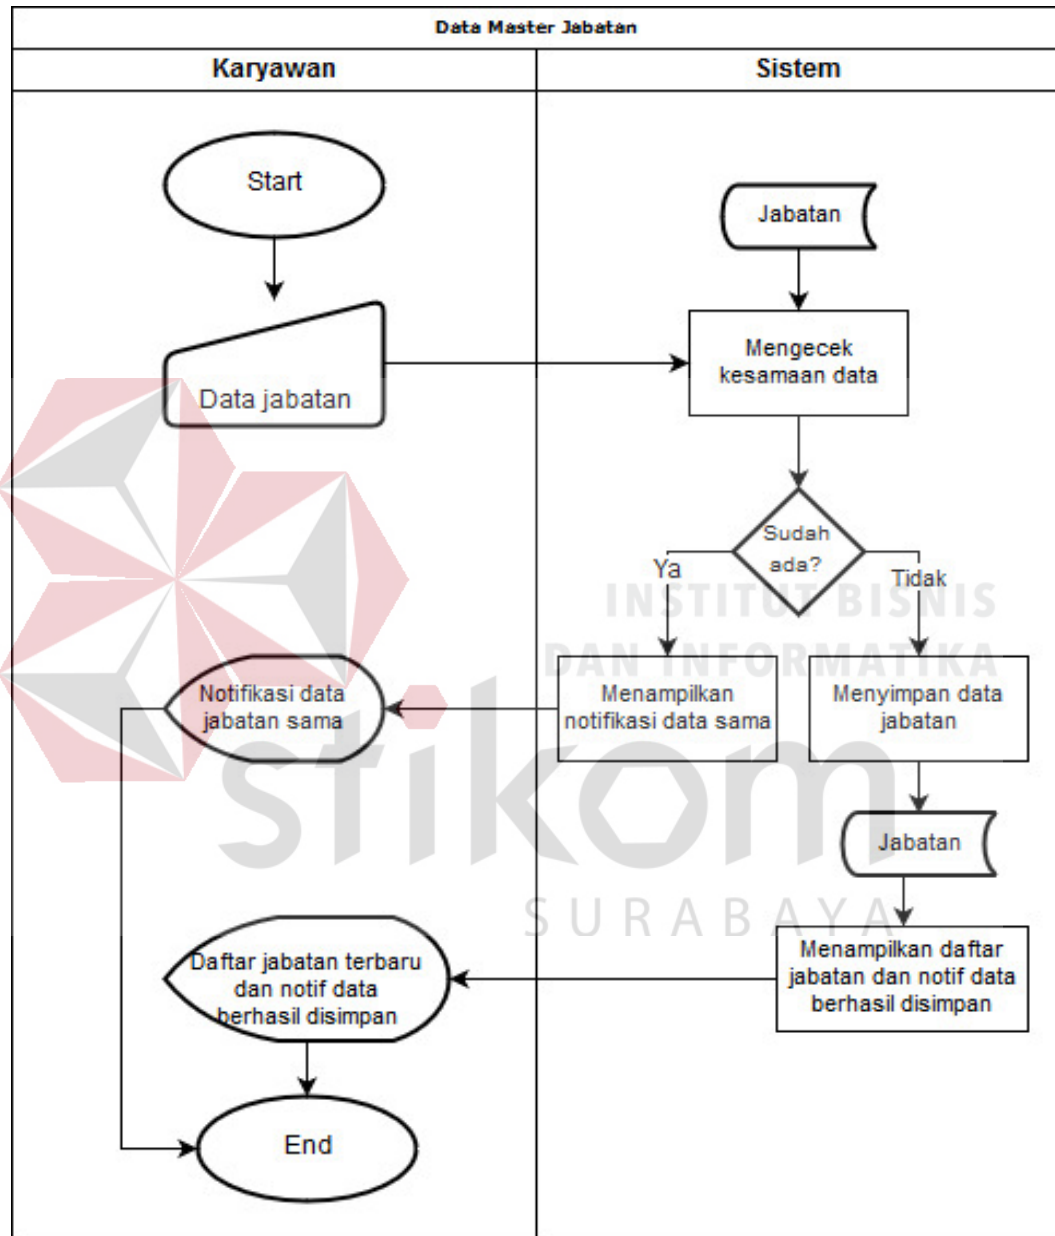 Data Master Jabatan
Karyawan
Sistem
Start
Jabatan
Data jabatan
Mengecek
kesamaan data
Sudah
ada?
Ya
Tidak
INSTITUT BISNIS
DAN INFORMATIKA
Notifikasi data
jabatan sama
Menampilkan
notifikasi data sama
Menyimpan data
jabatan
stikom
Jabatan
SURABAYA
Daftar jabatan terbaru
dan notif data
berhasil disimpan
Menampilkan daftar
jabatan dan notif data
berhasil disimpan
End